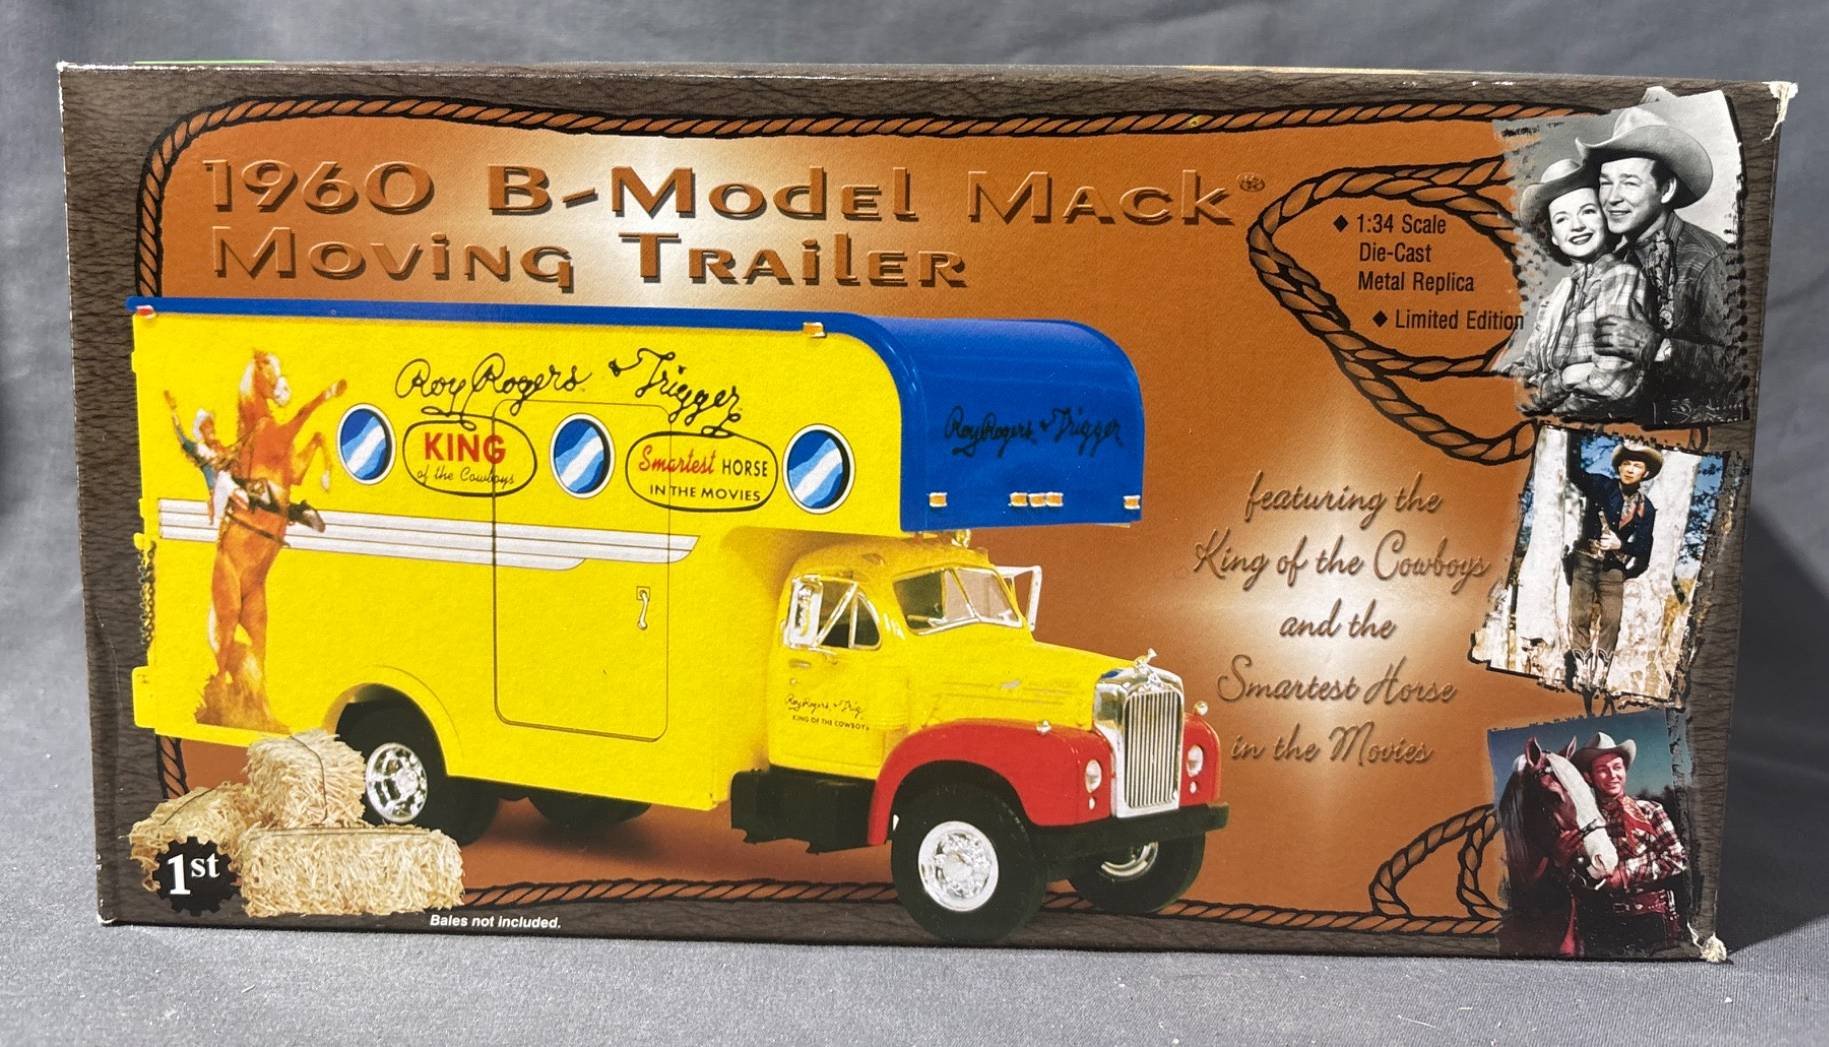 1960 B-Model Mack®
Moving Trailer
◆ 1:34 Scale
Die-Cast
Metal Replica
◆ Limited Edition
Roy Rogers & Trigger
KING
of the Cowboys
Smartest HORSE
IN THE MOVIES
Roy Rogers & Trigger
featuring the
King of the Cowboys
and the
Smartest Horse
in the Movies
Roy Rogers & Trig
KING OF THE COWBOYS
1st
Bales not included.